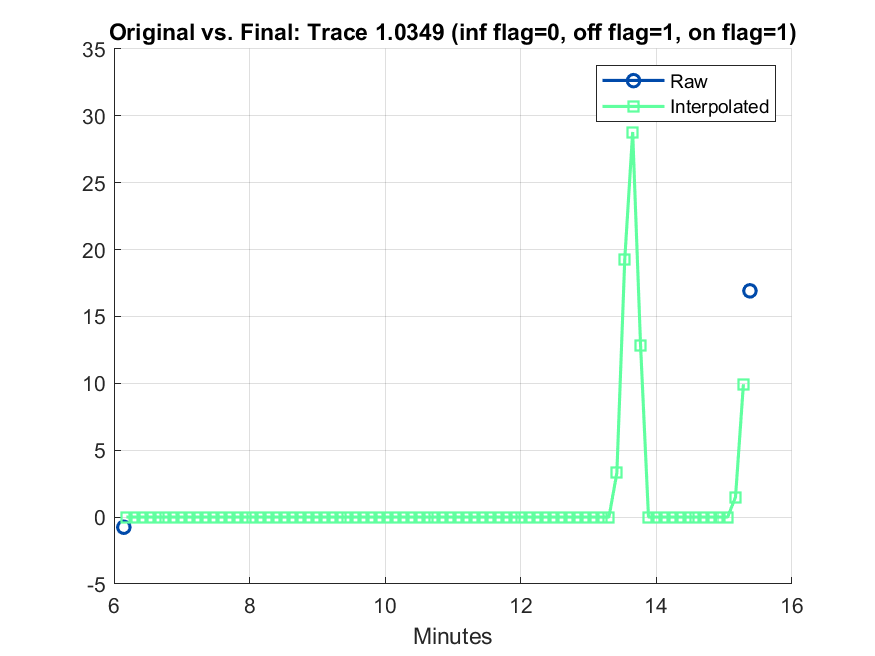 Original vs. Final: Trace 1.0349 (inf flag=0, off flag=1, on flag=1)
35
30
25
20
15
10
5
0
-5
Raw
Interpolated
6 8 10 12 14 16
Minutes